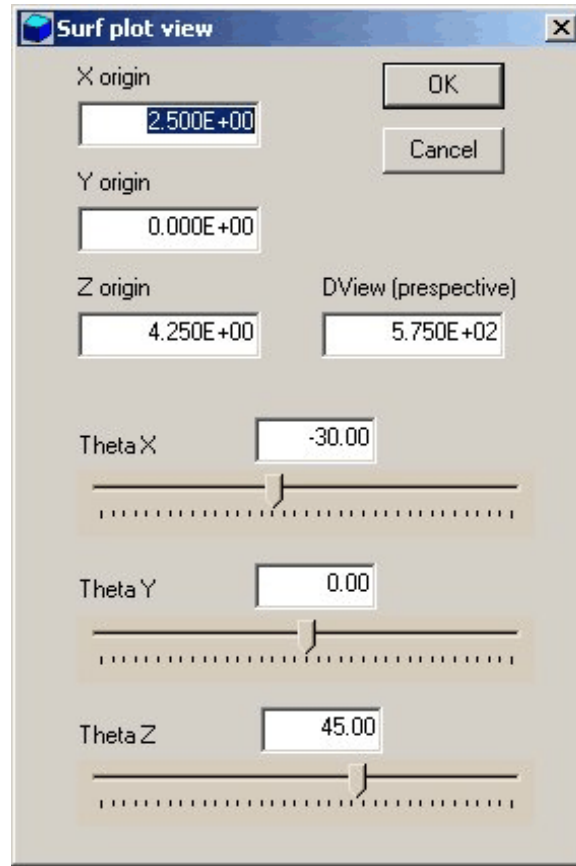 Surf plot view
X origin
OK
2.500E+00
Cancel
Y origin
0.000E+00
Z origin
DView (prespective)
4.250E+00
5.750E+02
Theta X
-30.00
Theta Y
0.00
Theta Z
45.00